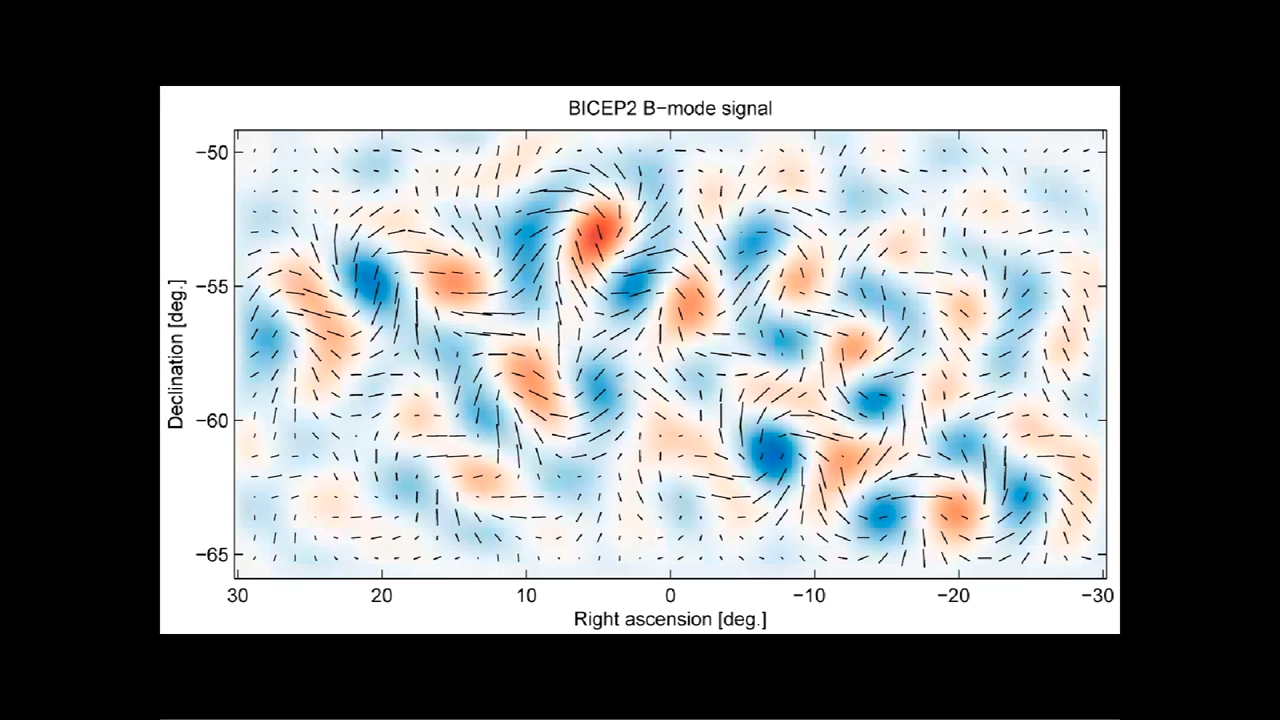 BICEP2 B−mode signal
−50
−55
−60
−65
Declination [deg.]
30 20 10 0 −10 −20 −30
Right ascension [deg.]